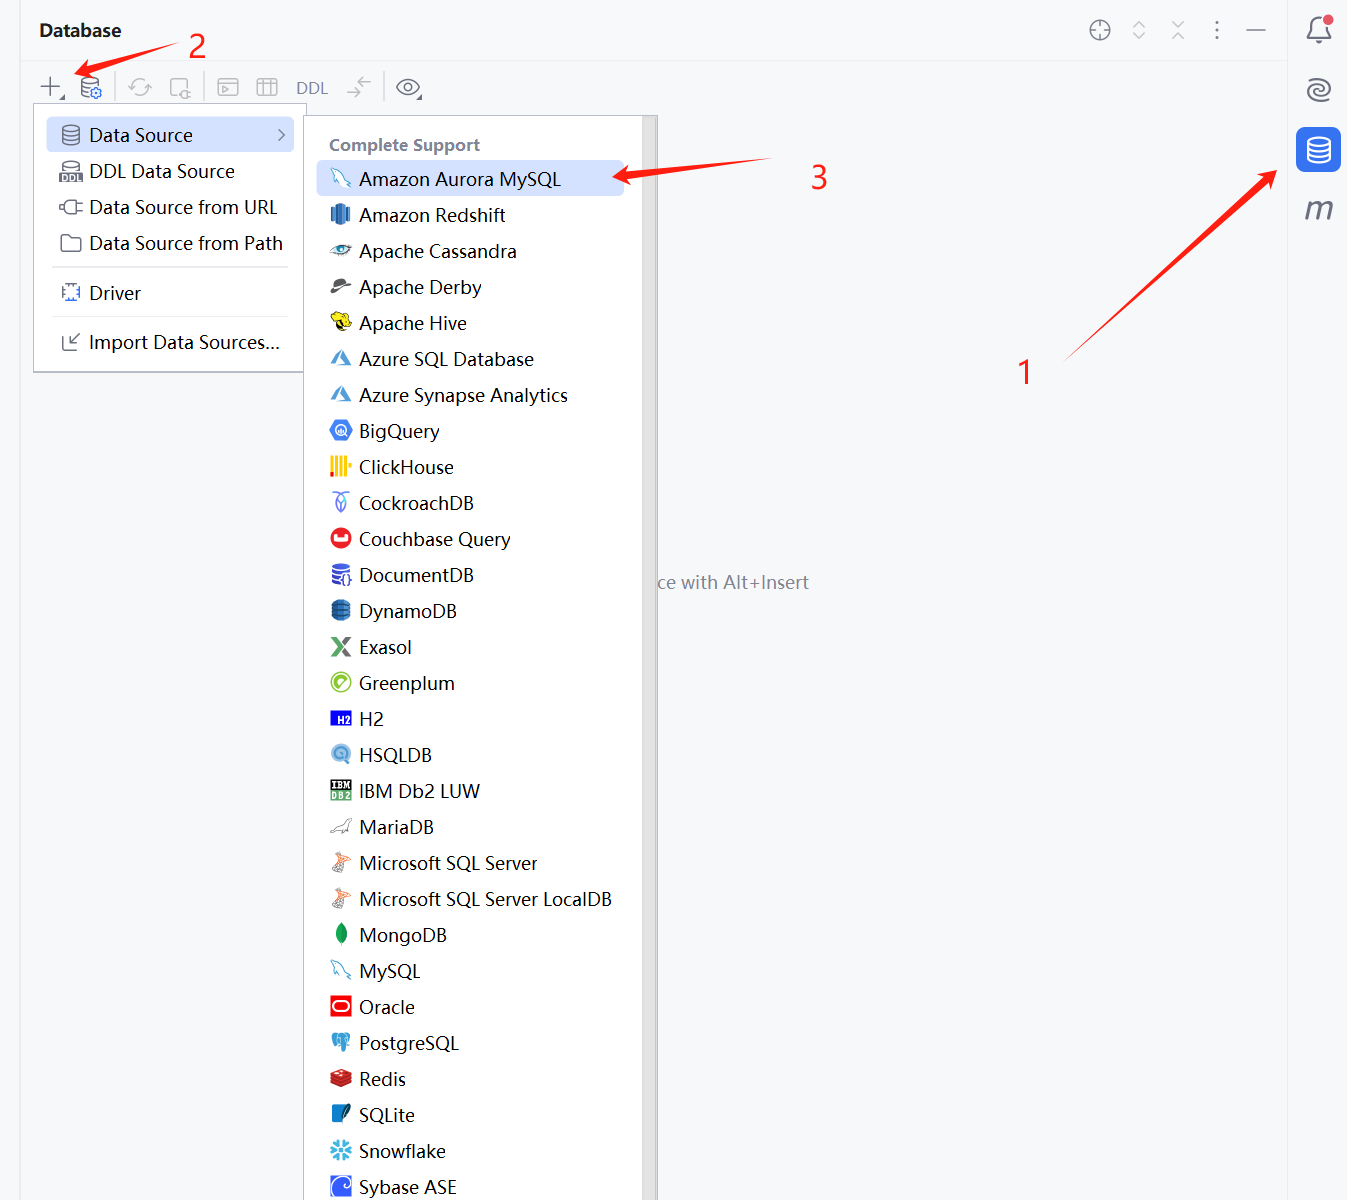 Database
2
DDL
Data Source
DDL
DDL Data Source
Data Source from URL
Data Source from Path
Driver
Import Data Sources...
Complete Support
Amazon Aurora MySQL
3
Amazon Redshift
Apache Cassandra
Apache Derby
Apache Hive
Azure SQL Database
Azure Synapse Analytics
BigQuery
ClickHouse
CockroachDB
Couchbase Query
DocumentDB
DynamoDB
Exasol
Greenplum
H2 H2
HSQLDB
IBM DB2 IBM Db2 LUW
MariaDB
Microsoft SQL Server
Microsoft SQL Server LocalDB
MongoDB
MySQL
Oracle
PostgreSQL
Redis
SQLite
Snowflake
Sybase ASE
ce with Alt+Insert
1
m